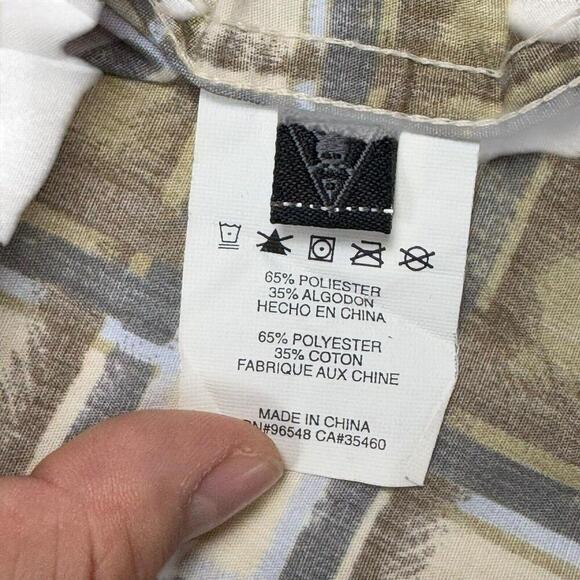 65% POLIESTER
35% ALGODON
HECHO EN CHINA
65% POLYESTER
35% COTON
FABRIQUE AUX CHINE
MADE IN CHINA
CA#35460